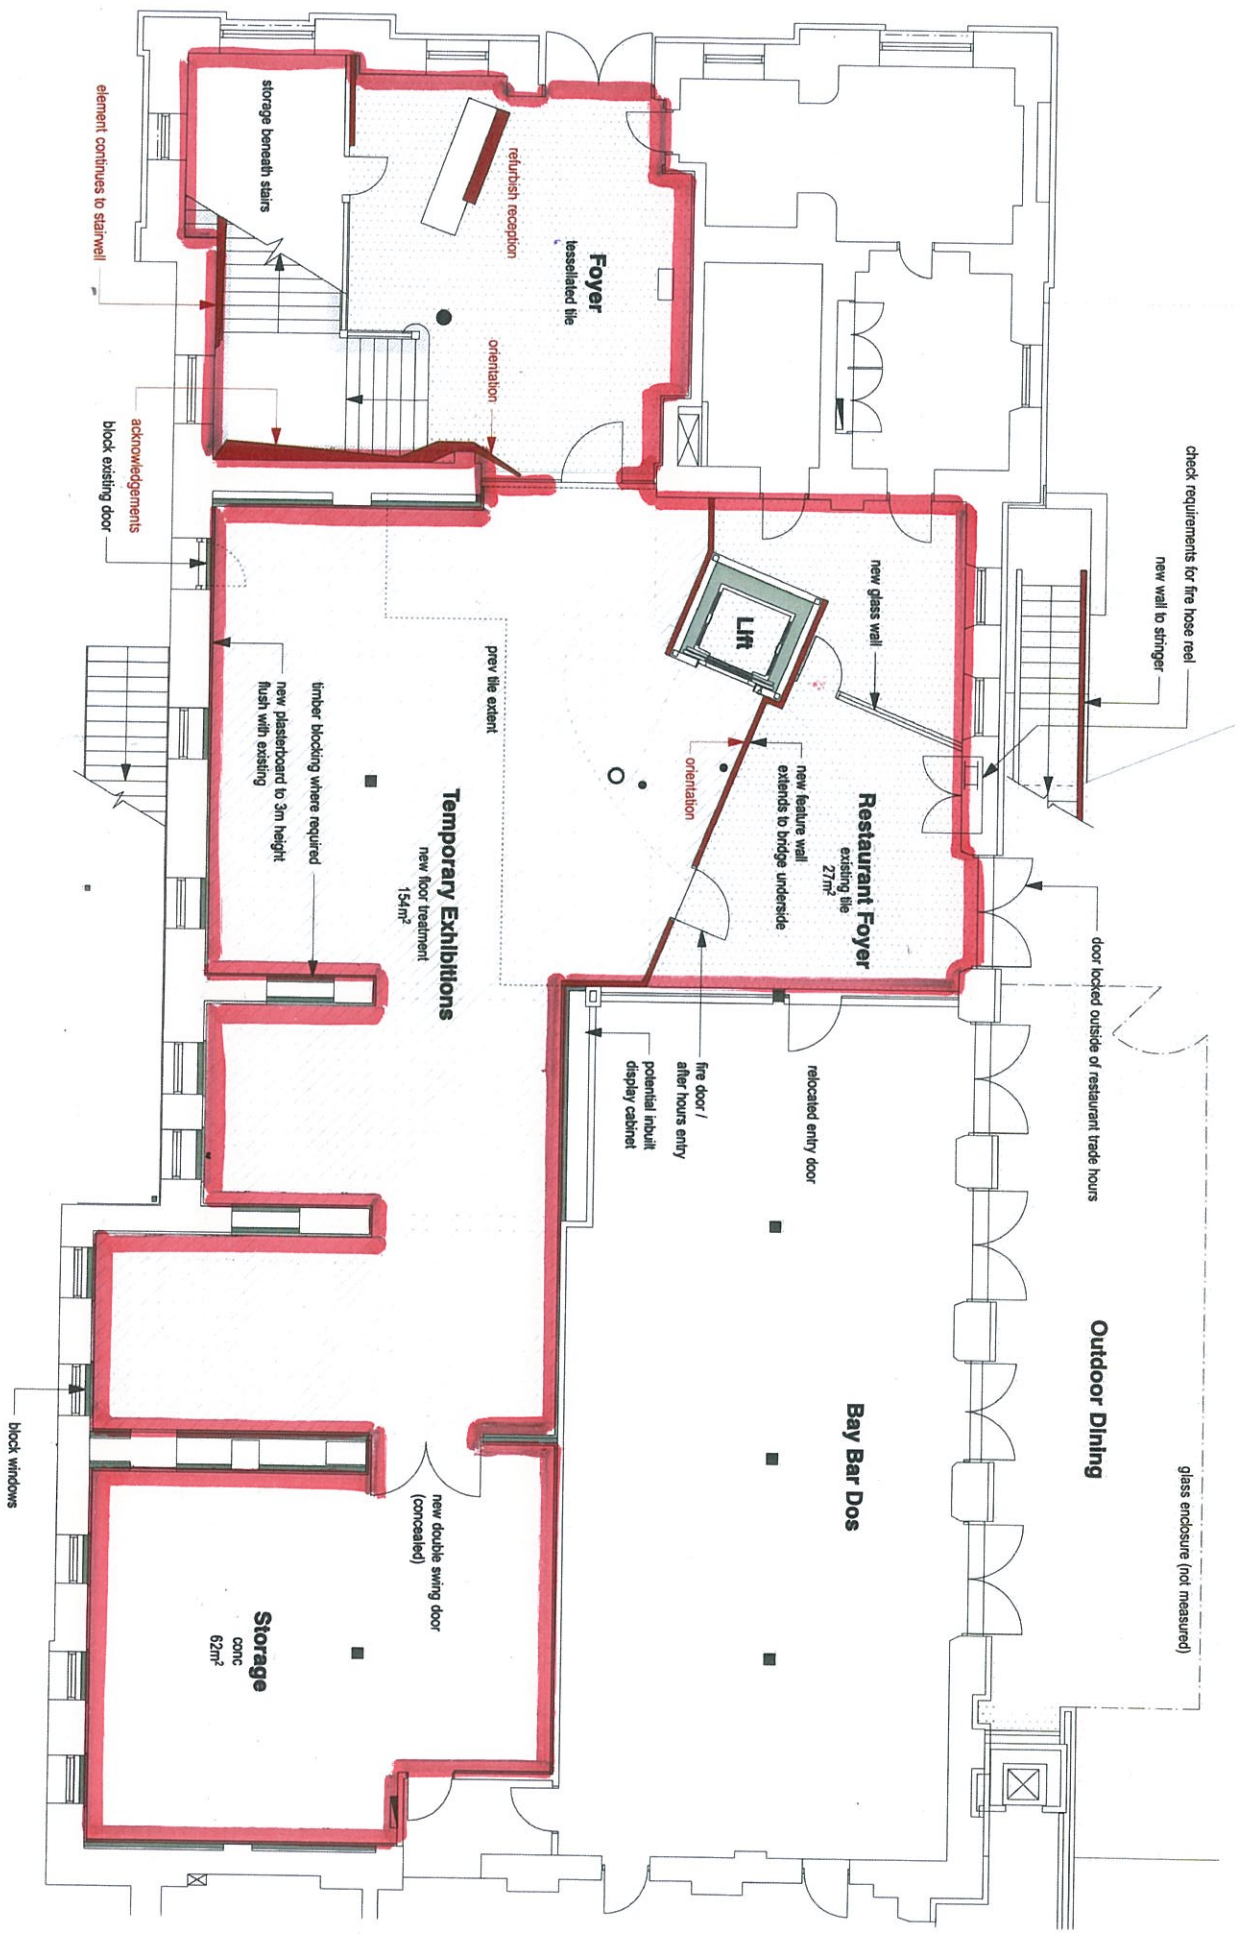 check requirements for fire hose reel
new wall to stringer
door locked outside of restaurant trade hours
glass enclosure (not measured)
Outdoor Dining
new glass wall
Restaurant Foyer
existing tile
27m²
Bay Bar Dos
relocated entry door
new feature wall
extends to bridge underside
Lift
orientation
fire door /
after hours entry
potential inbuilt
display cabinet
Foyer
tessellated tile
refurbish reception
orientation
prev tile extent
Temporary Exhibitions
new floor treatment
154m²
new double swing door
(concealed)
storage beneath stairs
timber blocking where required
new plasterboard to 3m height
flush with existing
Storage
conc
62m²
element continues to stairwell
acknowledgements
block existing door
block windows